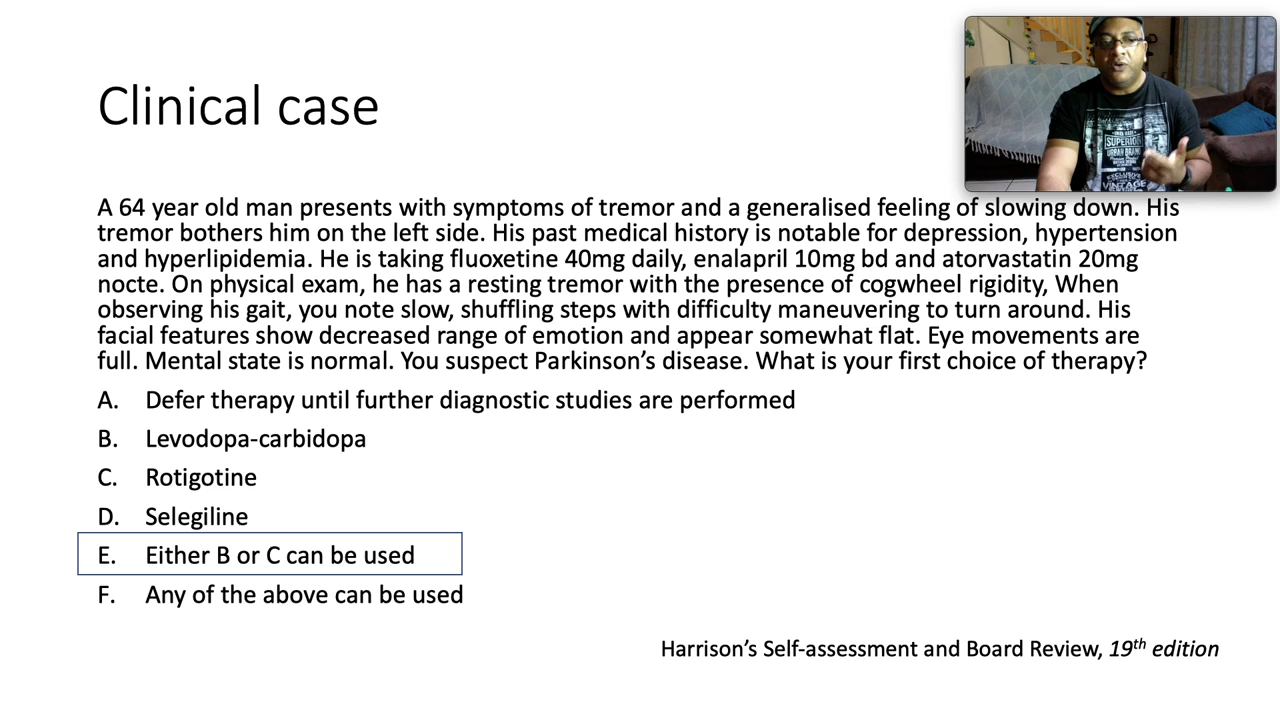 Clinical case
A 64 year old man presents with symptoms of tremor and a generalised feeling of slowing down. His
tremor bothers him on the left side. His past medical history is notable for depression, hypertension
and hyperlipidemia. He is taking fluoxetine 40mg daily, enalapril 10mg bd and atorvastatin 20mg
nocte. On physical exam, he has a resting tremor with the presence of cogwheel rigidity, When
observing his gait, you note slow, shuffling steps with difficulty maneuvering to turn around. His
facial features show decreased range of emotion and appear somewhat flat. Eye movements are
full. Mental state is normal. You suspect Parkinson’s disease. What is your first choice of therapy?
A. Defer therapy until further diagnostic studies are performed
B. Levodopa-carbidopa
C. Rotigotine
D. Selegiline
E. Either B or C can be used
F. Any of the above can be used
Harrison’s Self-assessment and Board Review, 19th edition
SUPERIOR
URBAN BRAND
VINTAGE